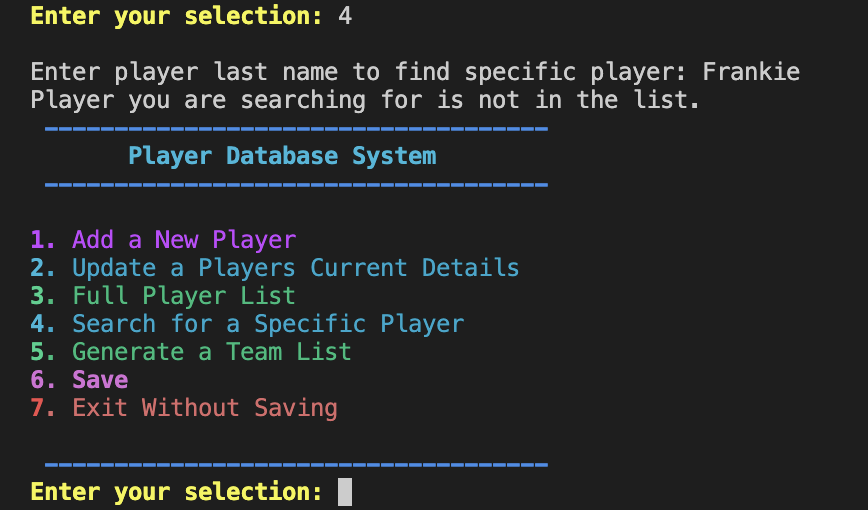 Enter your selection: 4
Enter player last name to find specific player: Frankie
Player you are searching for is not in the list.
------------------------------------
Player Database System
------------------------------------
1. Add a New Player
2. Update a Players Current Details
3. Full Player List
4. Search for a Specific Player
5. Generate a Team List
6. Save
7. Exit Without Saving
------------------------------------
Enter your selection: